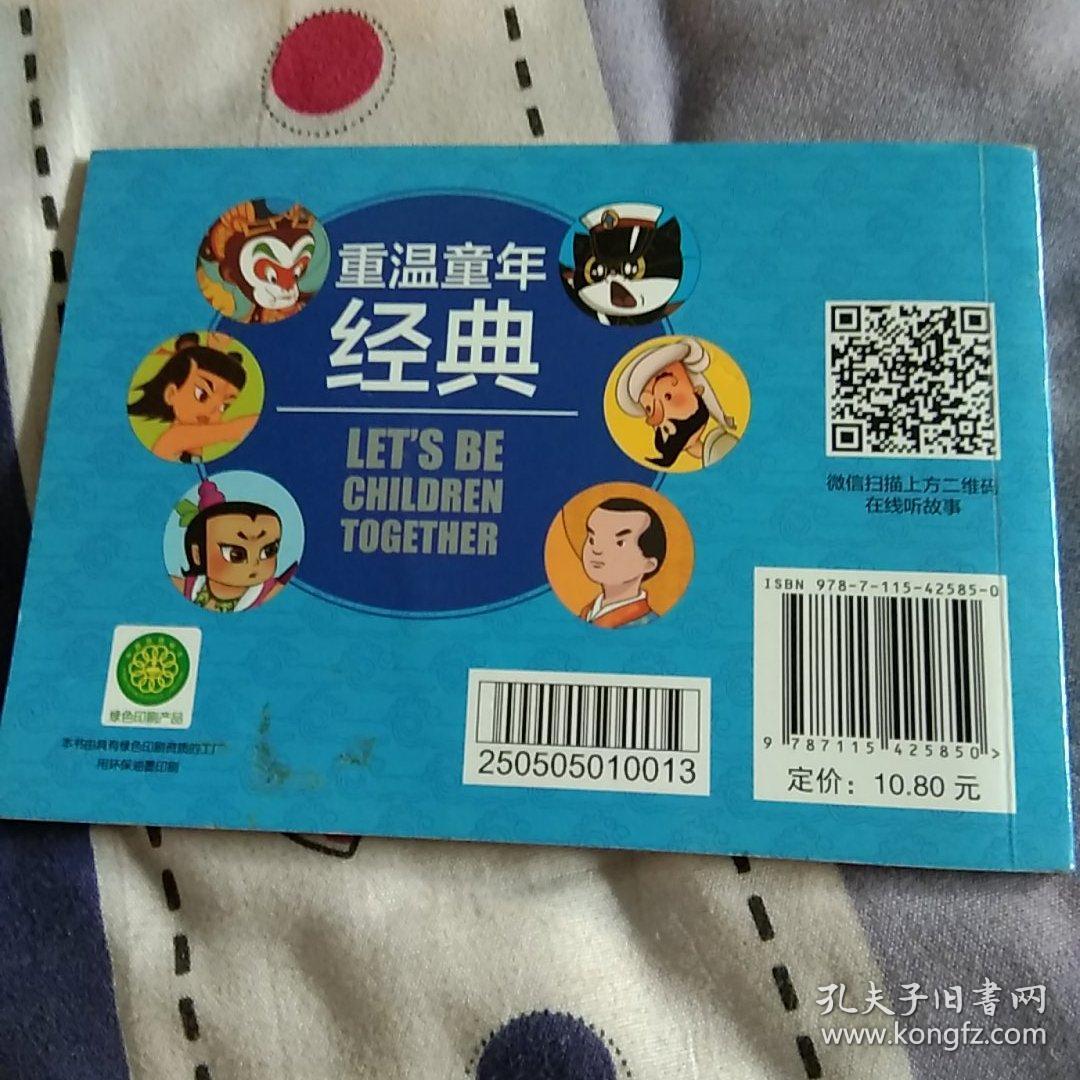 重温童年
经典
LET'S BE
CHILDREN
TOGETHER
微信扫描上方二维码
在线听故事
ISBN 978-7-115-42585-0
9 787115 425850 >
定价：10.80 元
250505010013
绿色印刷产品
本书由具有绿色印刷资质的工厂
用环保油墨印刷
孔夫子旧書网
www.kongfz.com